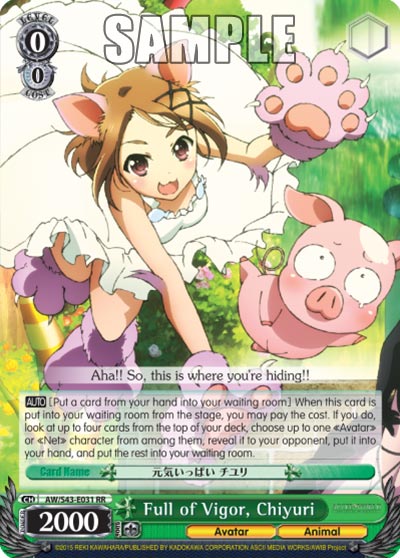 SAMPLE
LEVEL
0
0
COST
Aha!! So, this is where you're hiding!!
AUTO [Put a card from your hand into your waiting room] When this card is
put into your waiting room from the stage, you may pay the cost. If you do,
look at up to four cards from the top of your deck, choose up to one «Avatar»
or «Net» character from among them, reveal it to your opponent, put it into
your hand, and put the rest into your waiting room.
Card Name
元気いっぱい チユリ
CH
AW/S43-E031 RR
POWER
2000
Full of Vigor, Chiyuri
Avatar
Animal
©2015 REKI KAWAHARA/PUBLISHED BY KADOKAWA CORPORATION ASCII MEDIA WORKS/AWIB Project